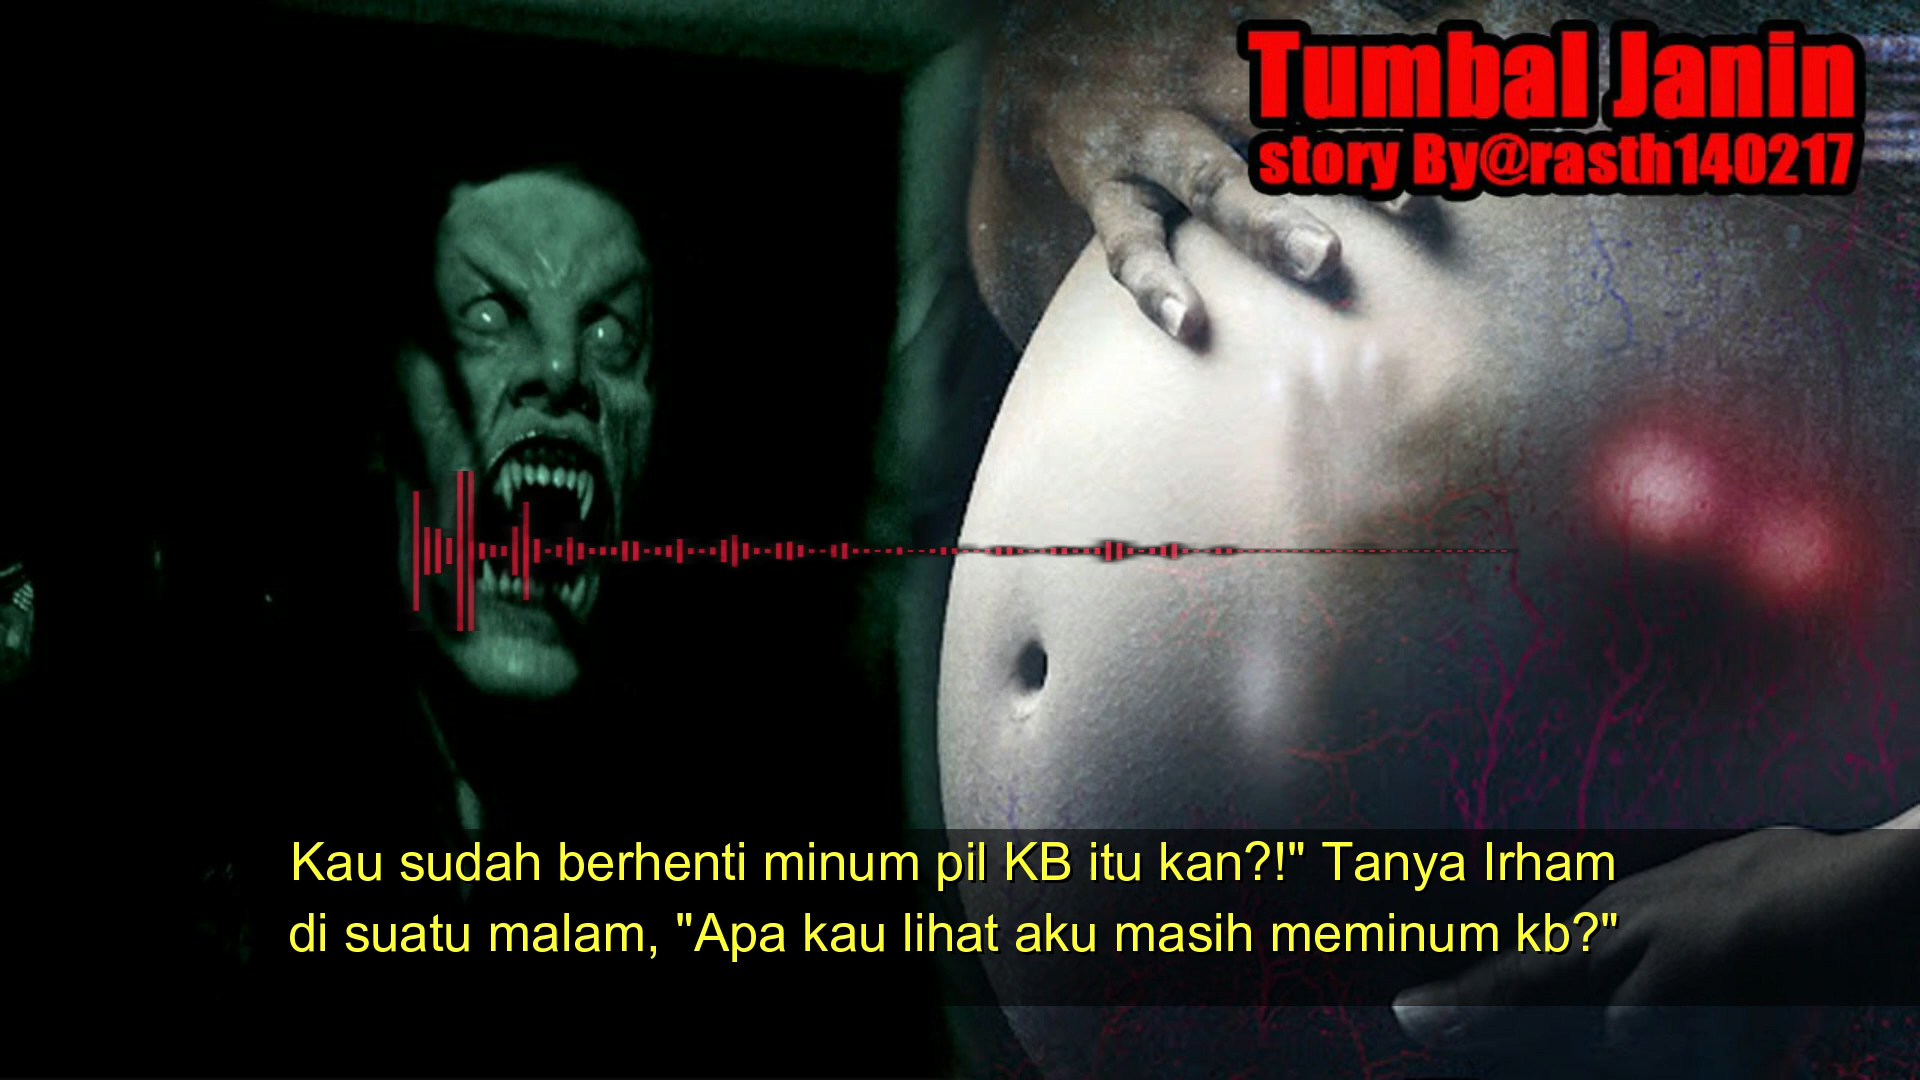 Tumbal Janin
story By@rasth140217
Kau sudah berhenti minum pil KB itu kan?!" Tanya Irham
di suatu malam, "Apa kau lihat aku masih meminum kb?"